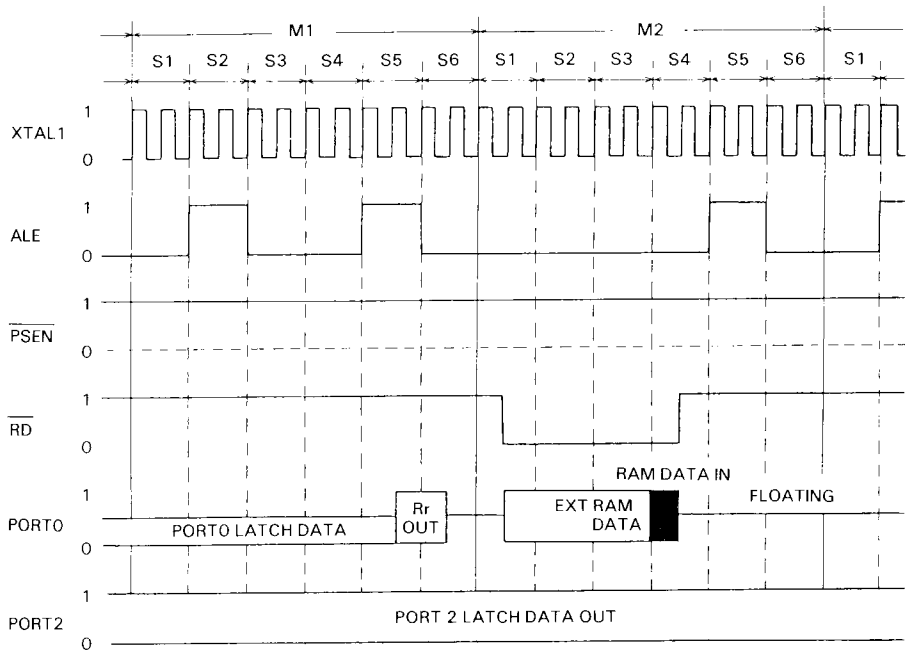 M1 M2
S1 S2 S3 S4 S5 S6 S1 S2 S3 S4 S5 S6 S1
1
XTAL1
0
1
ALE
0
1
PSEN
0
1
RD
0
RAM DATA IN
1 Rr EXT RAM FLOATING
PORT0 PORT0 LATCH DATA OUT DATA
0
1
PORT2 PORT 2 LATCH DATA OUT
0